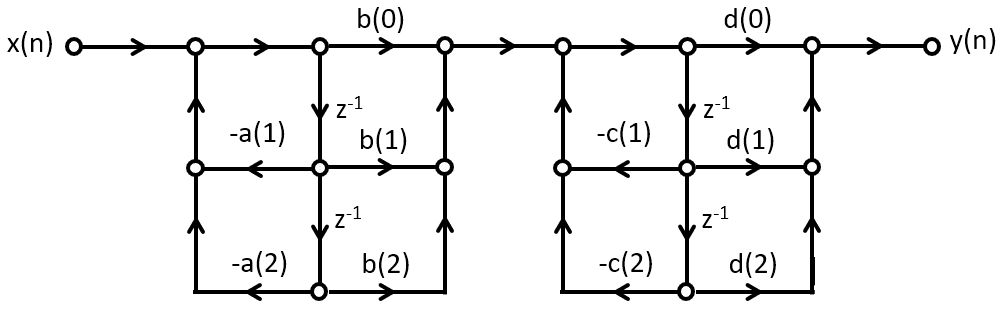 b(0) d(0)
x(n) y(n)
z⁻¹ z⁻¹
-a(1) b(1) -c(1) d(1)
z⁻¹ z⁻¹
-a(2) b(2) -c(2) d(2)